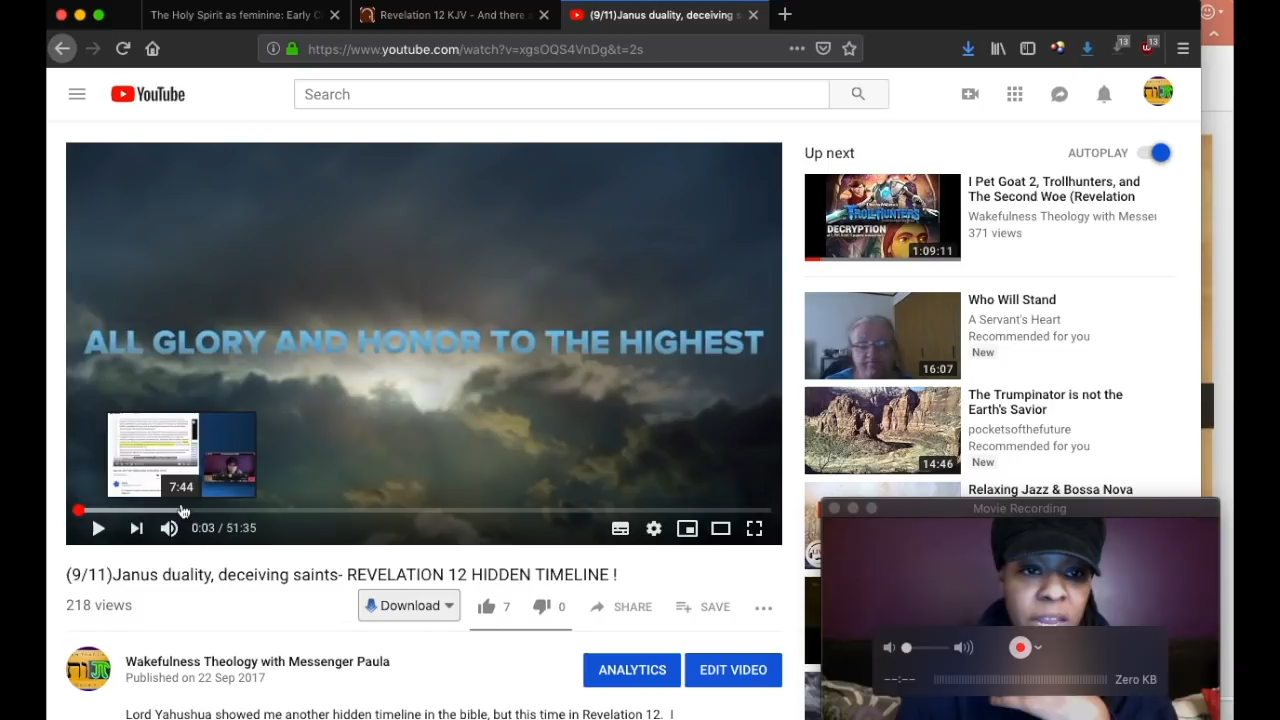 The Holy Spirit as feminine: Early C
Revelation 12 KJV - And there
(9/11)Janus duality, deceiving s
https://www.youtube.com/watch?v=xgsOQS4VnDg&t=2s
13
13
YouTube
Search
Up next
AUTOPLAY
ALL GLORY AND HONOR TO THE HIGHEST
7:44
0:03 / 51:35
TROLLHUNTERS
DECRYPTION
1:09:11
I Pet Goat 2, Trollhunters, and
The Second Woe (Revelation
Wakefulness Theology with Messe
371 views
16:07
Who Will Stand
A Servant's Heart
Recommended for you
New
14:46
The Trumpinator is not the
Earth's Savior
pocketsofthefuture
Recommended for you
New
Relaxing Jazz & Bossa Nova
Movie Recording
--:--
Zero KB
(9/11)Janus duality, deceiving saints- REVELATION 12 HIDDEN TIMELINE !
218 views
Download
7
0
SHARE
SAVE
Wakefulness Theology with Messenger Paula
Published on 22 Sep 2017
ANALYTICS
EDIT VIDEO
Lord Yahushua showed me another hidden timeline in the bible, but this time in Revelation 12. I